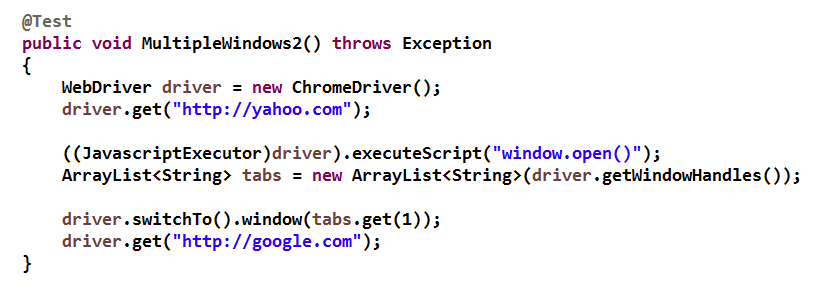 @Test
public void MultipleWindows2() throws Exception
{
    WebDriver driver = new ChromeDriver();
    driver.get("http://yahoo.com");

    ((JavascriptExecutor)driver).executeScript("window.open()");
    ArrayList<String> tabs = new ArrayList<String>(driver.getWindowHandles());

    driver.switchTo().window(tabs.get(1));
    driver.get("http://google.com");
}